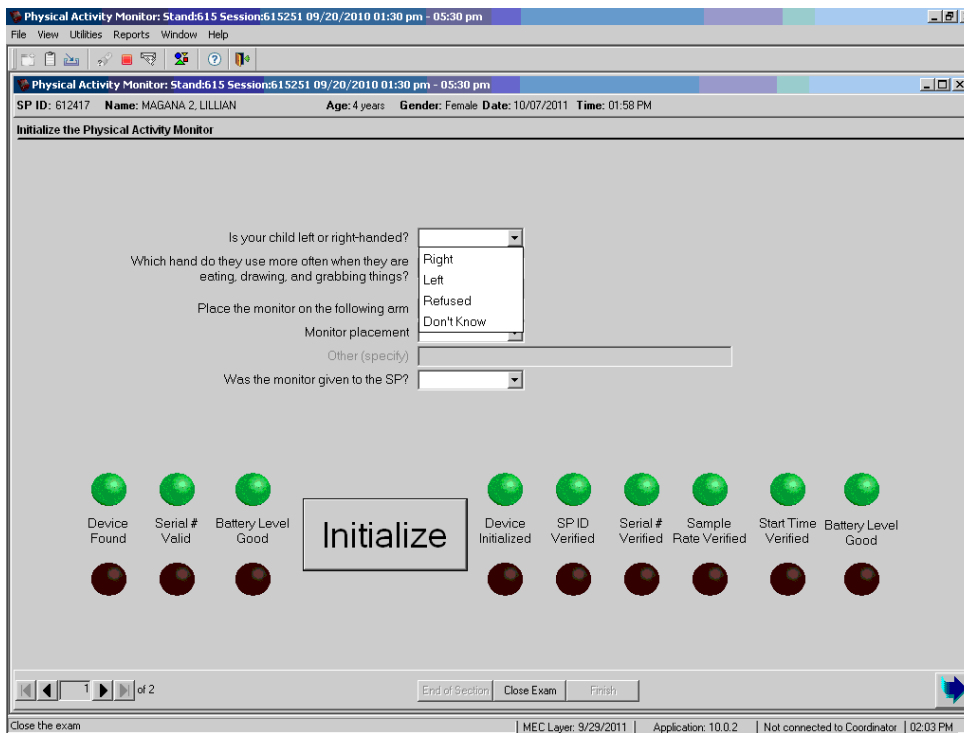 Physical Activity Monitor: Stand:615 Session:615251 09/20/2010 01:30 pm - 05:30 pm
File View Utilities Reports Window Help
Physical Activity Monitor: Stand:615 Session:615251 09/20/2010 01:30 pm - 05:30 pm
SP ID: 612417 Name: MAGANA 2, LILLIAN Age: 4 years Gender: Female Date: 10/07/2011 Time: 01:58 PM
Initialize the Physical Activity Monitor
Is your child left or right-handed?
Which hand do they use more often when they are
eating, drawing, and grabbing things?
Right
Left
Refused
Don't Know
Place the monitor on the following arm
Monitor placement
Other (specify)
Was the monitor given to the SP?
Device
Found
Serial #
Valid
Battery Level
Good
Initialize
Device
Initialized
SP ID
Verified
Serial #
Verified
Sample
Rate Verified
Start Time
Verified
Battery Level
Good
1 of 2
End of Section Close Exam Finish
Close the exam MEC Layer: 9/29/2011 Application: 10.0.2 Not connected to Coordinator 02:03 PM